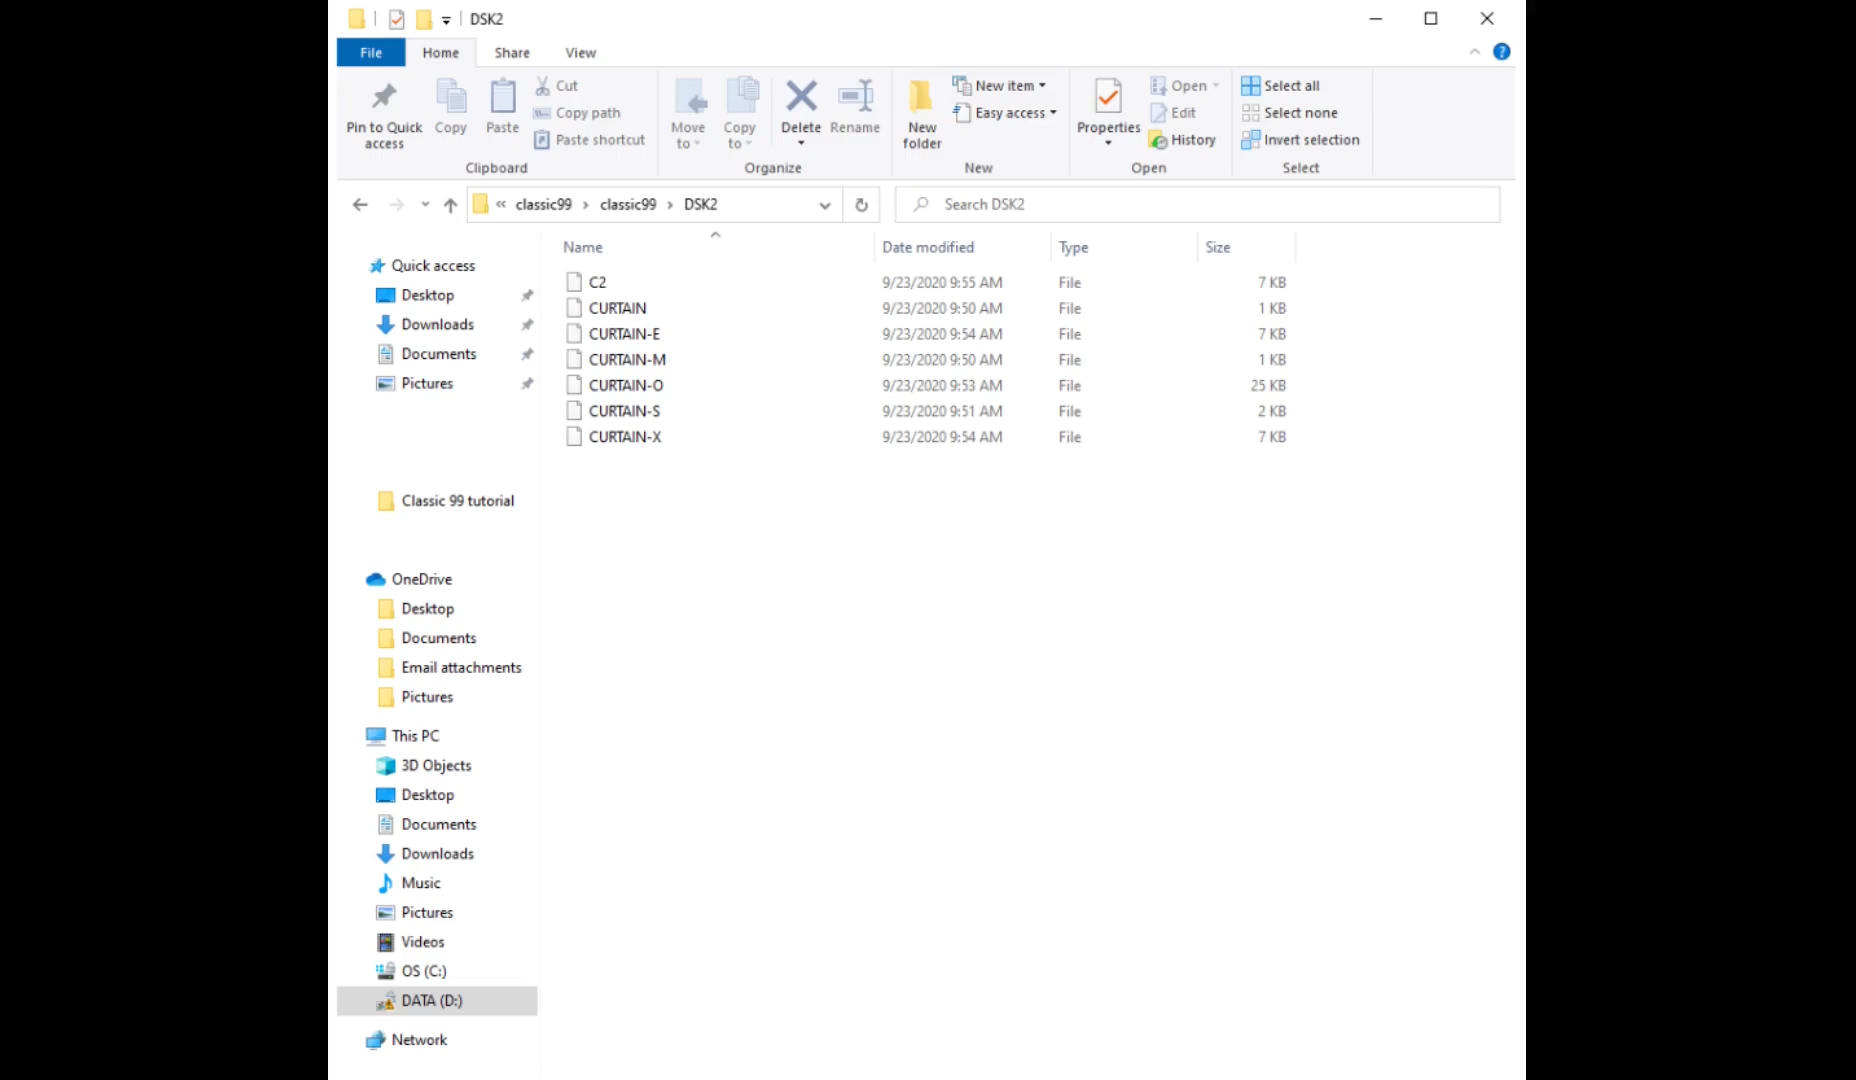 DSK2
File Home Share View
Pin to Quick access
Copy
Paste
Cut
Copy path
Paste shortcut
Clipboard
Move to
Copy to
Delete
Rename
Organize
New folder
New item
Easy access
New
Properties
Open
Edit
History
Open
Select all
Select none
Invert selection
Select
« classic99 › classic99 › DSK2
Search DSK2
Quick access
Desktop
Downloads
Documents
Pictures
Classic 99 tutorial
OneDrive
Desktop
Documents
Email attachments
Pictures
This PC
3D Objects
Desktop
Documents
Downloads
Music
Pictures
Videos
OS (C:)
DATA (D:)
Network
Name Date modified Type Size
C2 9/23/2020 9:55 AM File 7 KB
CURTAIN 9/23/2020 9:50 AM File 1 KB
CURTAIN-E 9/23/2020 9:54 AM File 7 KB
CURTAIN-M 9/23/2020 9:50 AM File 1 KB
CURTAIN-O 9/23/2020 9:53 AM File 25 KB
CURTAIN-S 9/23/2020 9:51 AM File 2 KB
CURTAIN-X 9/23/2020 9:54 AM File 7 KB